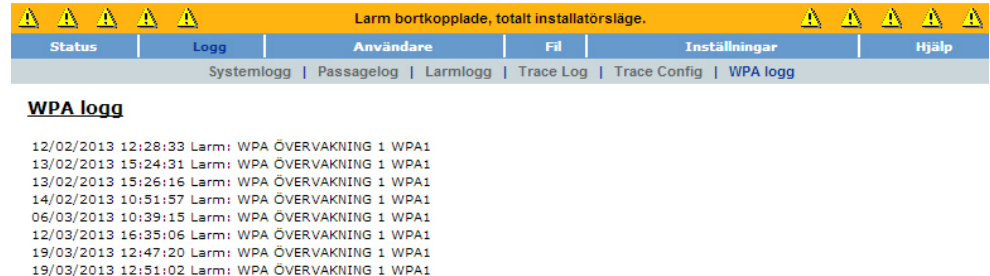 Larm bortkopplade, totalt installatörsläge.
Status Logg Användare Fil Inställningar Hjälp
Systemlogg | Passagelog | Larmlogg | Trace Log | Trace Config | WPA logg
WPA logg
12/02/2013 12:28:33 Larm: WPA ÖVERVAKNING 1 WPA1
13/02/2013 15:24:31 Larm: WPA ÖVERVAKNING 1 WPA1
13/02/2013 15:26:16 Larm: WPA ÖVERVAKNING 1 WPA1
14/02/2013 10:51:57 Larm: WPA ÖVERVAKNING 1 WPA1
06/03/2013 10:39:15 Larm: WPA ÖVERVAKNING 1 WPA1
12/03/2013 16:35:06 Larm: WPA ÖVERVAKNING 1 WPA1
19/03/2013 12:47:20 Larm: WPA ÖVERVAKNING 1 WPA1
19/03/2013 12:51:02 Larm: WPA ÖVERVAKNING 1 WPA1